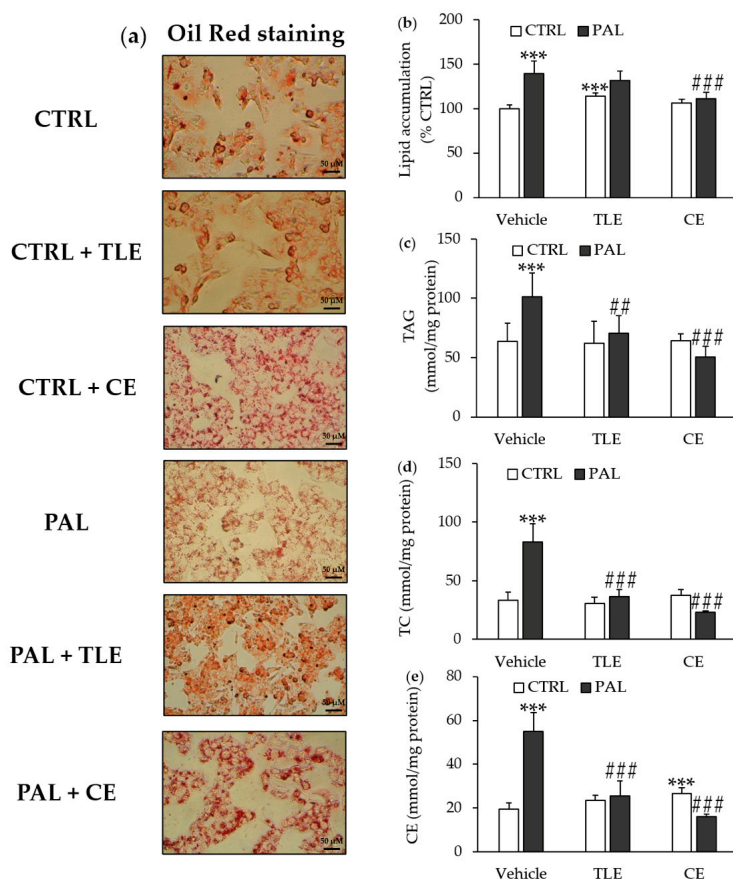 (a) Oil Red staining
CTRL
50 µM
CTRL + TLE
50 µM
CTRL + CE
50 µM
PAL
50 µM
PAL + TLE
50 µM
PAL + CE
50 µM
(b)
CTRL PAL
Lipid accumulation
(% CTRL)
200
150
100
50
0
***
***
###
Vehicle TLE CE
(c)
CTRL PAL
TAG
(mmol/mg protein)
150
100
50
0
***
##
###
Vehicle TLE CE
(d)
CTRL PAL
TC (mmol/mg protein)
150
100
50
0
***
###
###
Vehicle TLE CE
(e)
CTRL PAL
CE (mmol/mg protein)
80
60
40
20
0
***
###
***
###
Vehicle TLE CE